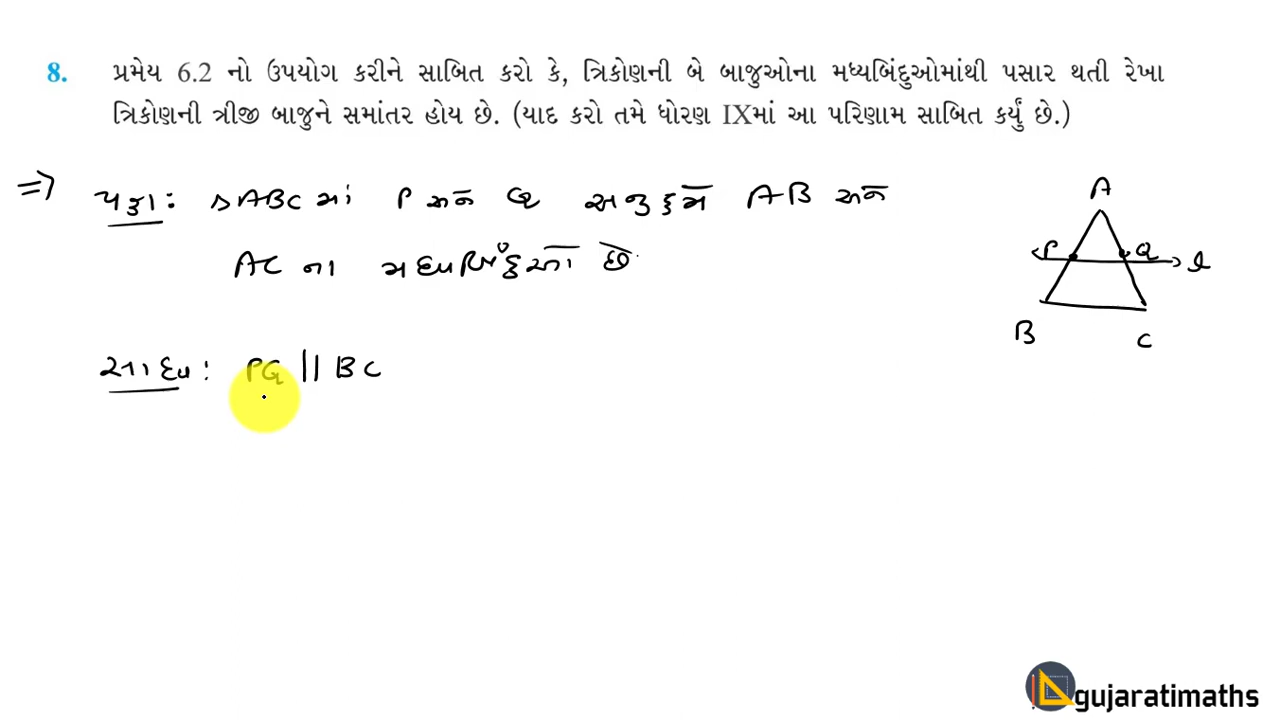 8. પ્રમેય 6.2 નો ઉપયોગ કરીને સાબિત કરો કે, ત્રિકોણની બે બાજુઓના મધ્યબિંદુઓમાંથી પસાર થતી રેખા
ત્રિકોણની ત્રીજી બાજુને સમાંતર હોય છે. (યાદ કરો તમે ધોરણ IXમાં આ પરિણામ સાબિત કર્યું છે.)
⇒ પક્ષ : △ABC માં P અને Q અનુક્રમે AB અને
AC ના મધ્યબિંદુઓ છે.
સાધ્ય : PQ || BC
A
P Q l
B C
gujaratimaths